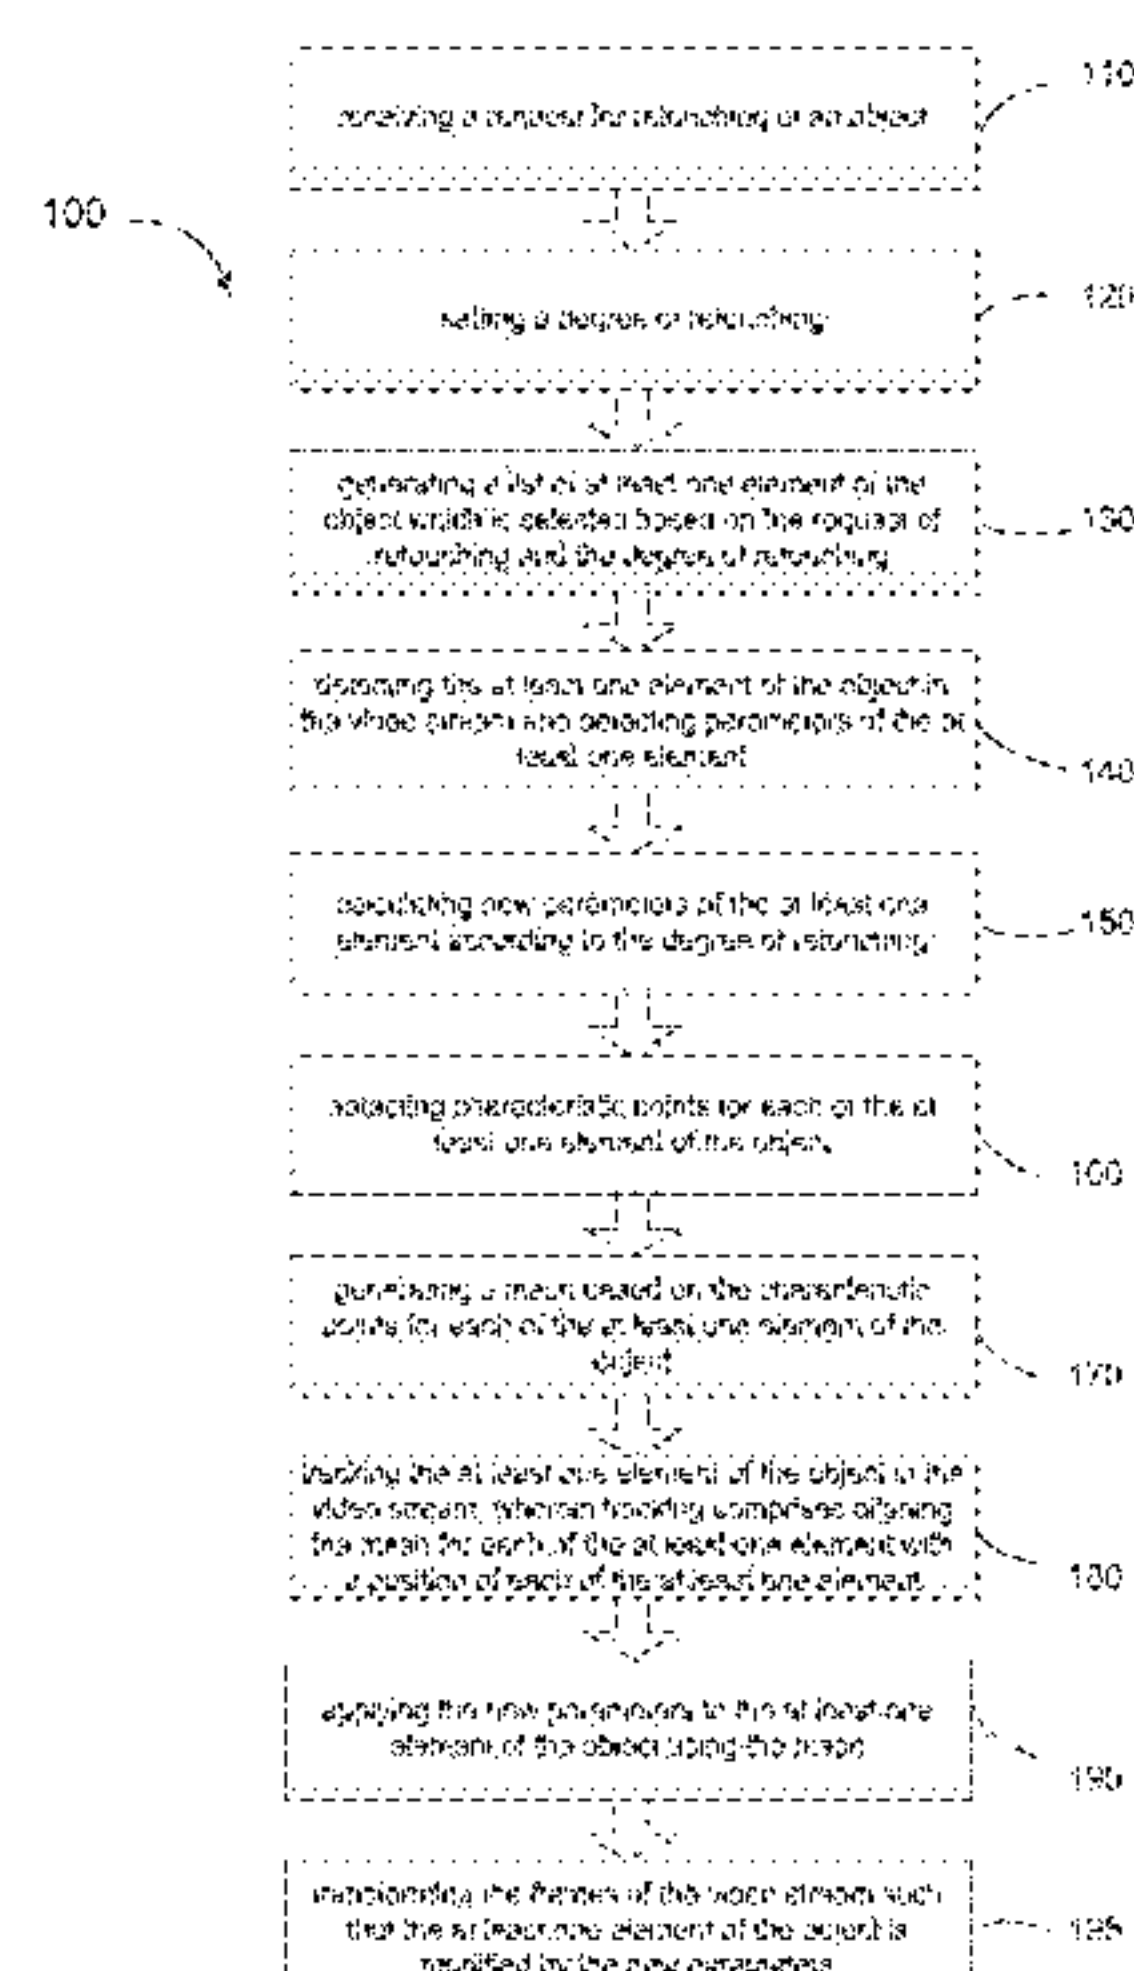 110
receiving a request for retouching of an object
100
120
setting a degree of retouching
generating a list of at least one element of the
object which is selected based on the request of
retouching and the degree of retouching
130
detecting the at least one element of the object in
the video stream and detecting parameters of the at
least one element
140
calculating new parameters of the at least one
element according to the degree of retouching
150
detecting characteristic points for each of the at
least one element of the object
160
generating a mesh based on the characteristic
points for each of the at least one element of the
object
170
tracking the at least one element of the object in the
video stream, wherein tracking comprises aligning
the mesh for each of the at least one element with
a position of each of the at least one element
180
applying the new parameters to the at least one
element of the object using the mesh
190
transforming the frames of the video stream such
that the at least one element of the object is
modified by the new parameters
195